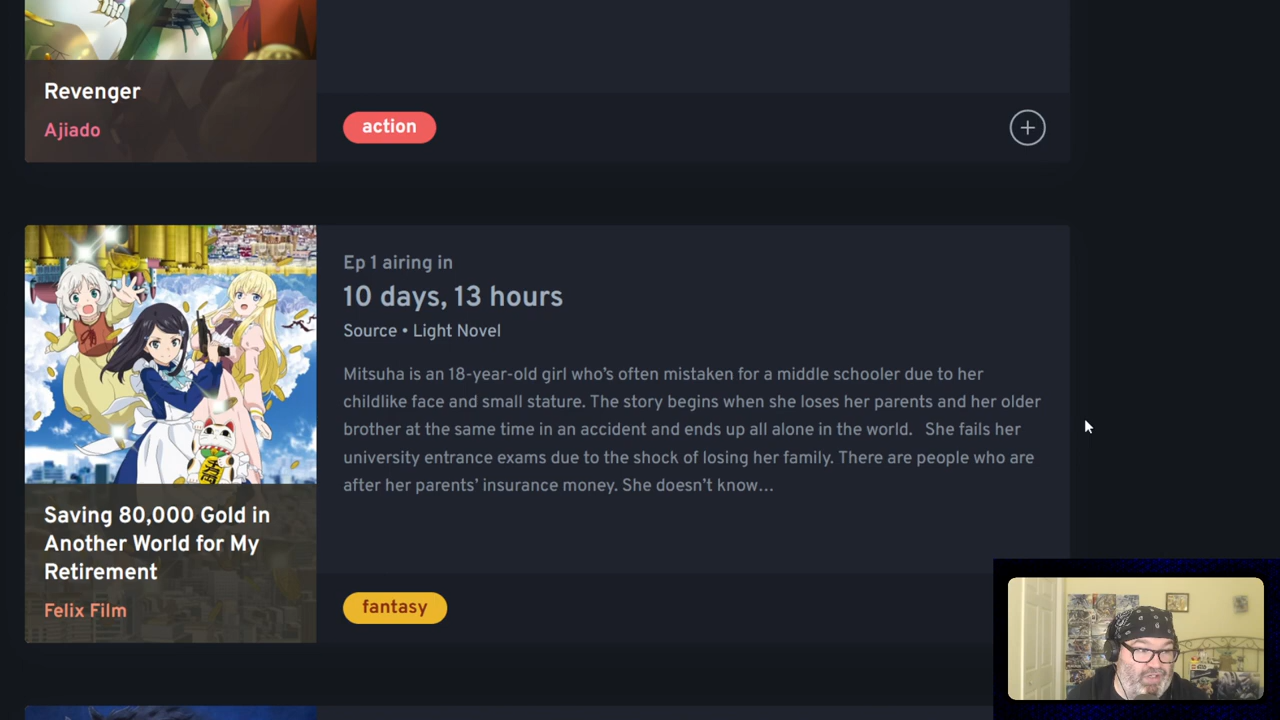 Revenger
Ajiado
action
Ep 1 airing in
10 days, 13 hours
Source • Light Novel
Mitsuha is an 18-year-old girl who’s often mistaken for a middle schooler due to her
childlike face and small stature. The story begins when she loses her parents and her older
brother at the same time in an accident and ends up all alone in the world.   She fails her
university entrance exams due to the shock of losing her family. There are people who are
after her parents’ insurance money. She doesn’t know…
Saving 80,000 Gold in
Another World for My
Retirement
Felix Film
fantasy